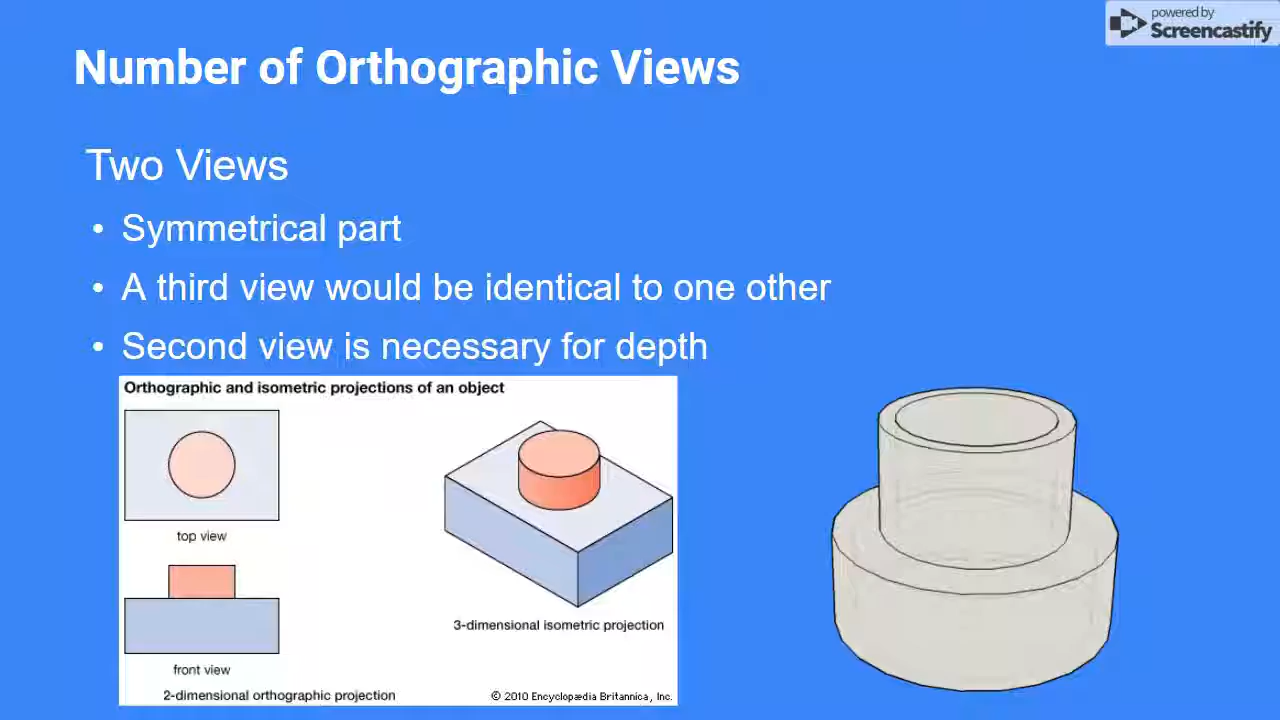 powered by
Screencastify
Number of Orthographic Views
Two Views
• Symmetrical part
• A third view would be identical to one other
• Second view is necessary for depth
Orthographic and isometric projections of an object
top view
front view
2-dimensional orthographic projection
3-dimensional isometric projection
© 2010 Encyclopædia Britannica, Inc.